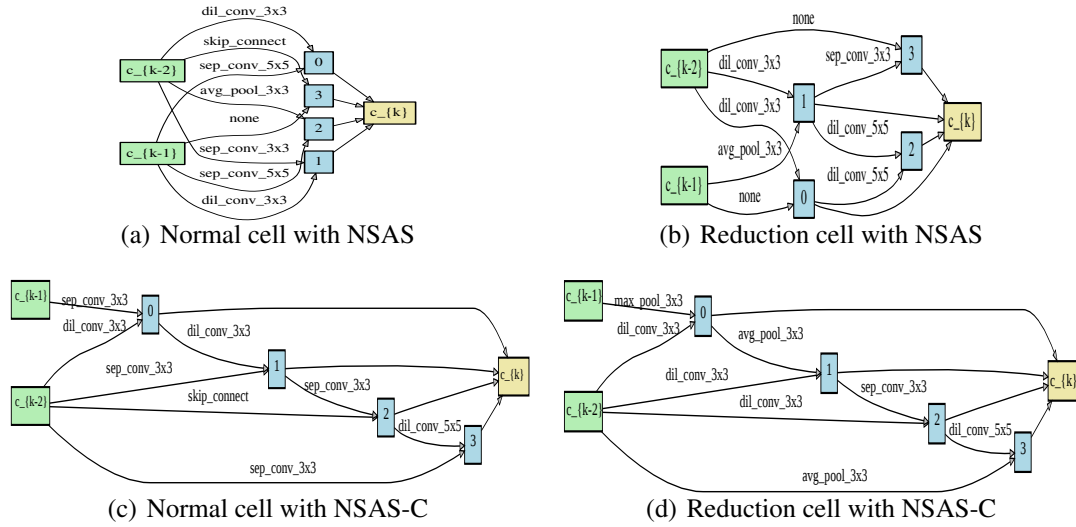 dil_conv_3x3
skip_connect
c_{k-2}
0
sep_conv_5x5
avg_pool_3x3
3
c_{k}
none
2
c_{k-1}
sep_conv_3x3
1
sep_conv_5x5
dil_conv_3x3
(a) Normal cell with NSAS
none
c_{k-2}
sep_conv_3x3
3
dil_conv_3x3
dil_conv_3x3
1
c_{k}
dil_conv_5x5
2
avg_pool_3x3
c_{k-1}
dil_conv_5x5
none
0
(b) Reduction cell with NSAS
c_{k-1}
sep_conv_3x3
0
dil_conv_3x3
dil_conv_3x3
sep_conv_3x3
1
c_{k}
sep_conv_3x3
c_{k-2}
skip_connect
2
dil_conv_5x5
3
sep_conv_3x3
(c) Normal cell with NSAS-C
c_{k-1}
max_pool_3x3
0
dil_conv_3x3
avg_pool_3x3
dil_conv_3x3
1
c_{k}
sep_conv_3x3
c_{k-2}
dil_conv_3x3
2
dil_conv_5x5
3
avg_pool_3x3
(d) Reduction cell with NSAS-C